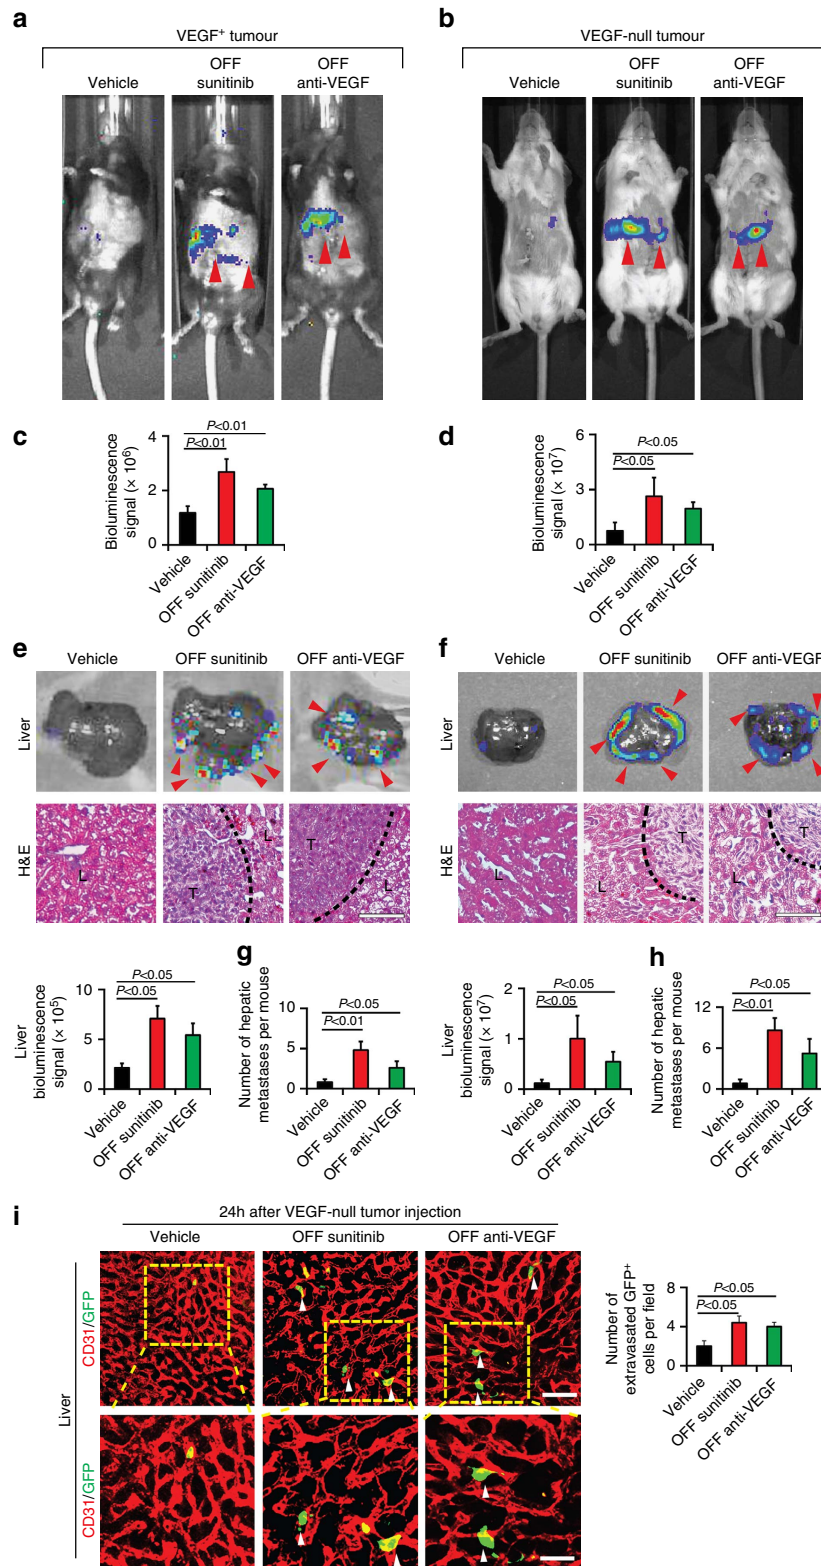 a
VEGF⁺ tumour
Vehicle
OFF sunitinib
OFF anti-VEGF
b
VEGF-null tumour
Vehicle
OFF sunitinib
OFF anti-VEGF
c
Bioluminescence signal (× 10⁶)
4
2
0
P<0.01
P<0.01
Vehicle
OFF sunitinib
OFF anti-VEGF
d
Bioluminescence signal (× 10⁷)
6
3
0
P<0.05
P<0.05
Vehicle
OFF sunitinib
OFF anti-VEGF
e
Vehicle
OFF sunitinib
OFF anti-VEGF
Liver
H&E
L
T
L
T
L
f
Vehicle
OFF sunitinib
OFF anti-VEGF
Liver
H&E
L
L
T
L
T
Liver bioluminescence signal (× 10⁵)
10
5
0
P<0.05
P<0.05
Vehicle
OFF sunitinib
OFF anti-VEGF
g
Number of hepatic metastases per mouse
10
5
0
P<0.05
P<0.01
Vehicle
OFF sunitinib
OFF anti-VEGF
Liver bioluminescence signal (× 10⁷)
2
1
0
P<0.05
P<0.05
Vehicle
OFF sunitinib
OFF anti-VEGF
h
Number of hepatic metastases per mouse
12
6
0
P<0.05
P<0.01
Vehicle
OFF sunitinib
OFF anti-VEGF
i
24h after VEGF-null tumor injection
Vehicle
OFF sunitinib
OFF anti-VEGF
Liver
CD31/GFP
CD31/GFP
Number of extravasated GFP⁺ cells per field
8
4
0
P<0.05
P<0.05
Vehicle
OFF sunitinib
OFF anti-VEGF